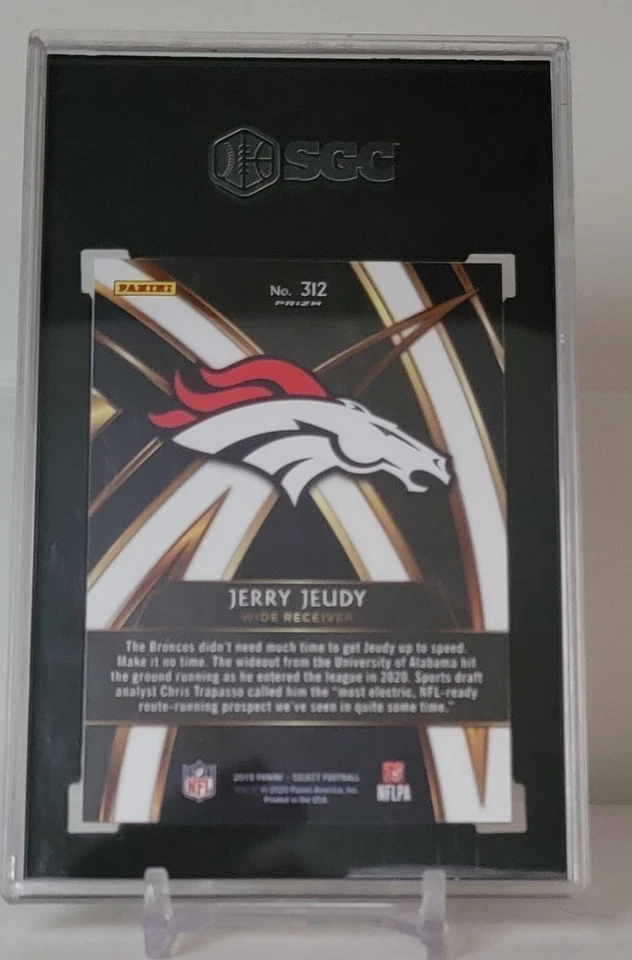 SGC
PANINI
No. 312
PRIZM
JERRY JEUDY
WIDE RECEIVER
The Broncos didn't need much time to get Jeudy up to speed.
Make it no time. The wideout from the University of Alabama hit
the ground running as he entered the league in 2020. Sports draft
analyst Chris Trapasso called him the "most electric, NFL-ready
route-running prospect we've seen in quite some time."
NFL
2019 PANINI - SELECT FOOTBALL
© 2020 Panini America, Inc.
Printed in the USA.
NFLPA